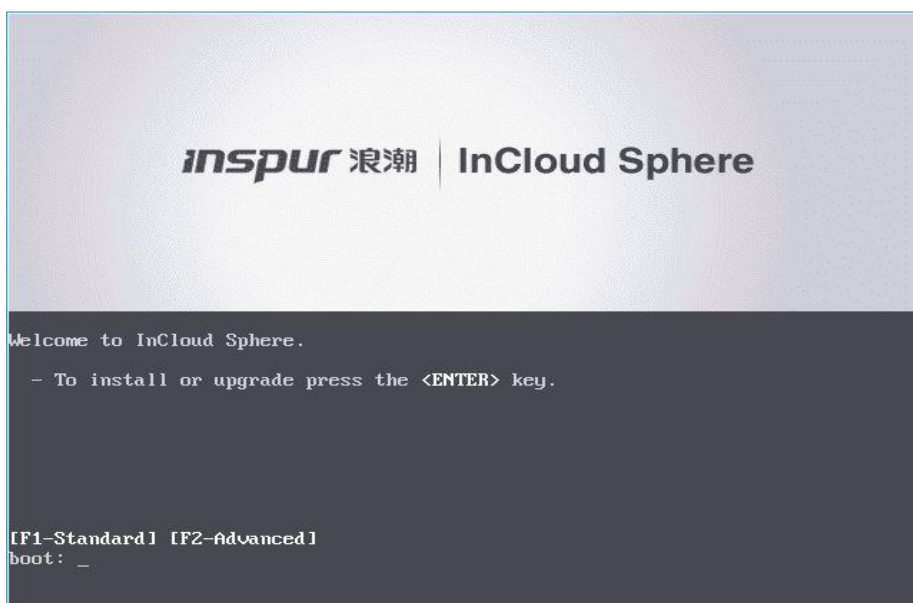 inspur 浪潮 | InCloud Sphere
Welcome to InCloud Sphere.
- To install or upgrade press the <ENTER> key.
[F1-Standard] [F2-Advanced]
boot: _